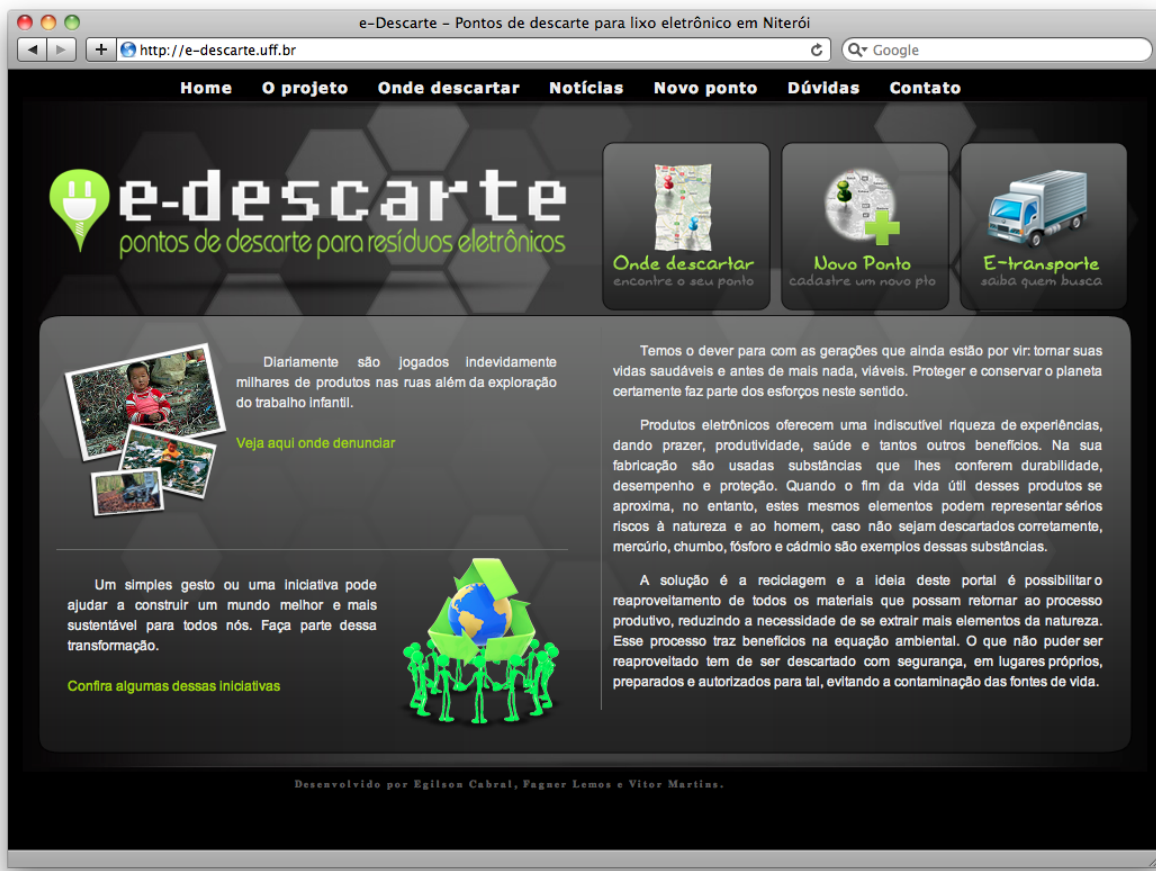 e-Descarte – Pontos de descarte para lixo eletrônico em Niterói
http://e-descarte.uff.br
Google
Home O projeto Onde descartar Notícias Novo ponto Dúvidas Contato
e-descarte
pontos de descarte para resíduos eletrônicos
Onde descartar
encontre o seu ponto
Novo Ponto
cadastre um novo pto
E-transporte
saiba quem busca
Diariamente são jogados indevidamente
milhares de produtos nas ruas além da exploração
do trabalho infantil.
Veja aqui onde denunciar
Um simples gesto ou uma iniciativa pode
ajudar a construir um mundo melhor e mais
sustentável para todos nós. Faça parte dessa
transformação.
Confira algumas dessas iniciativas
Temos o dever para com as gerações que ainda estão por vir: tornar suas
vidas saudáveis e antes de mais nada, viáveis. Proteger e conservar o planeta
certamente faz parte dos esforços neste sentido.
Produtos eletrônicos oferecem uma indiscutível riqueza de experiências,
dando prazer, produtividade, saúde e tantos outros benefícios. Na sua
fabricação são usadas substâncias que lhes conferem durabilidade,
desempenho e proteção. Quando o fim da vida útil desses produtos se
aproxima, no entanto, estes mesmos elementos podem representar sérios
riscos à natureza e ao homem, caso não sejam descartados corretamente,
mercúrio, chumbo, fósforo e cádmio são exemplos dessas substâncias.
A solução é a reciclagem e a ideia deste portal é possibilitar o
reaproveitamento de todos os materiais que possam retornar ao processo
produtivo, reduzindo a necessidade de se extrair mais elementos da natureza.
Esse processo traz benefícios na equação ambiental. O que não puder ser
reaproveitado tem de ser descartado com segurança, em lugares próprios,
preparados e autorizados para tal, evitando a contaminação das fontes de vida.
Desenvolvido por Egilson Cabral, Fagner Lemos e Vitor Martins.